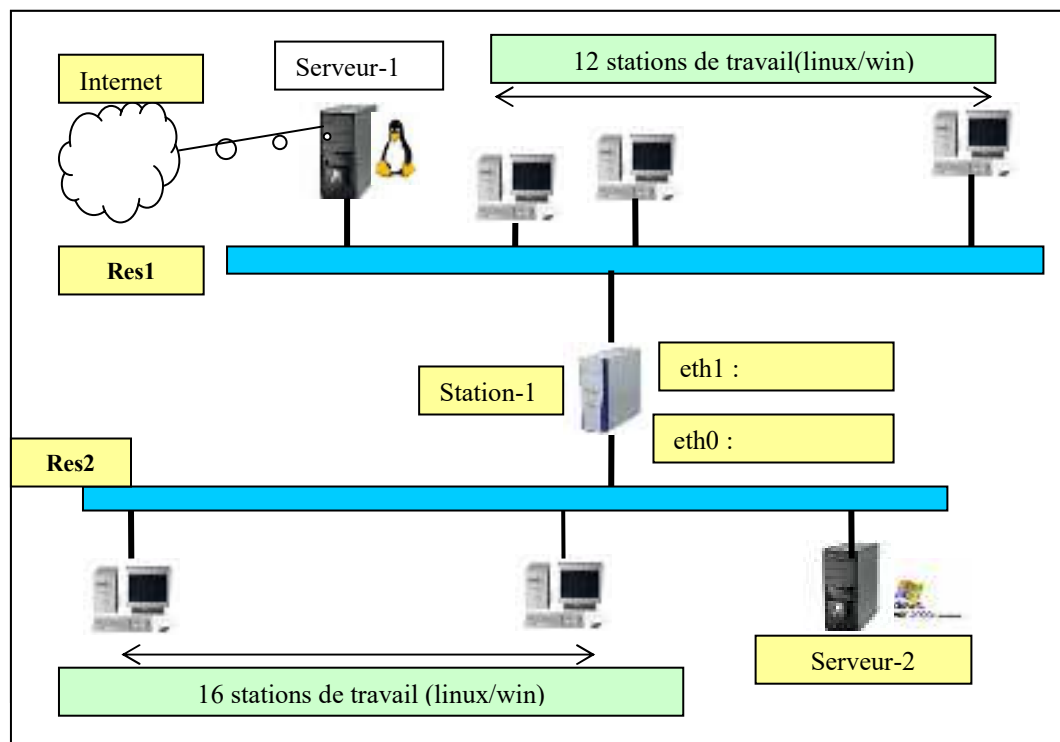 Serveur-1
12 stations de travail(linux/win)
Internet
Res1
eth1 :
Station-1
eth0 :
Res2
Serveur-2
16 stations de travail (linux/win)